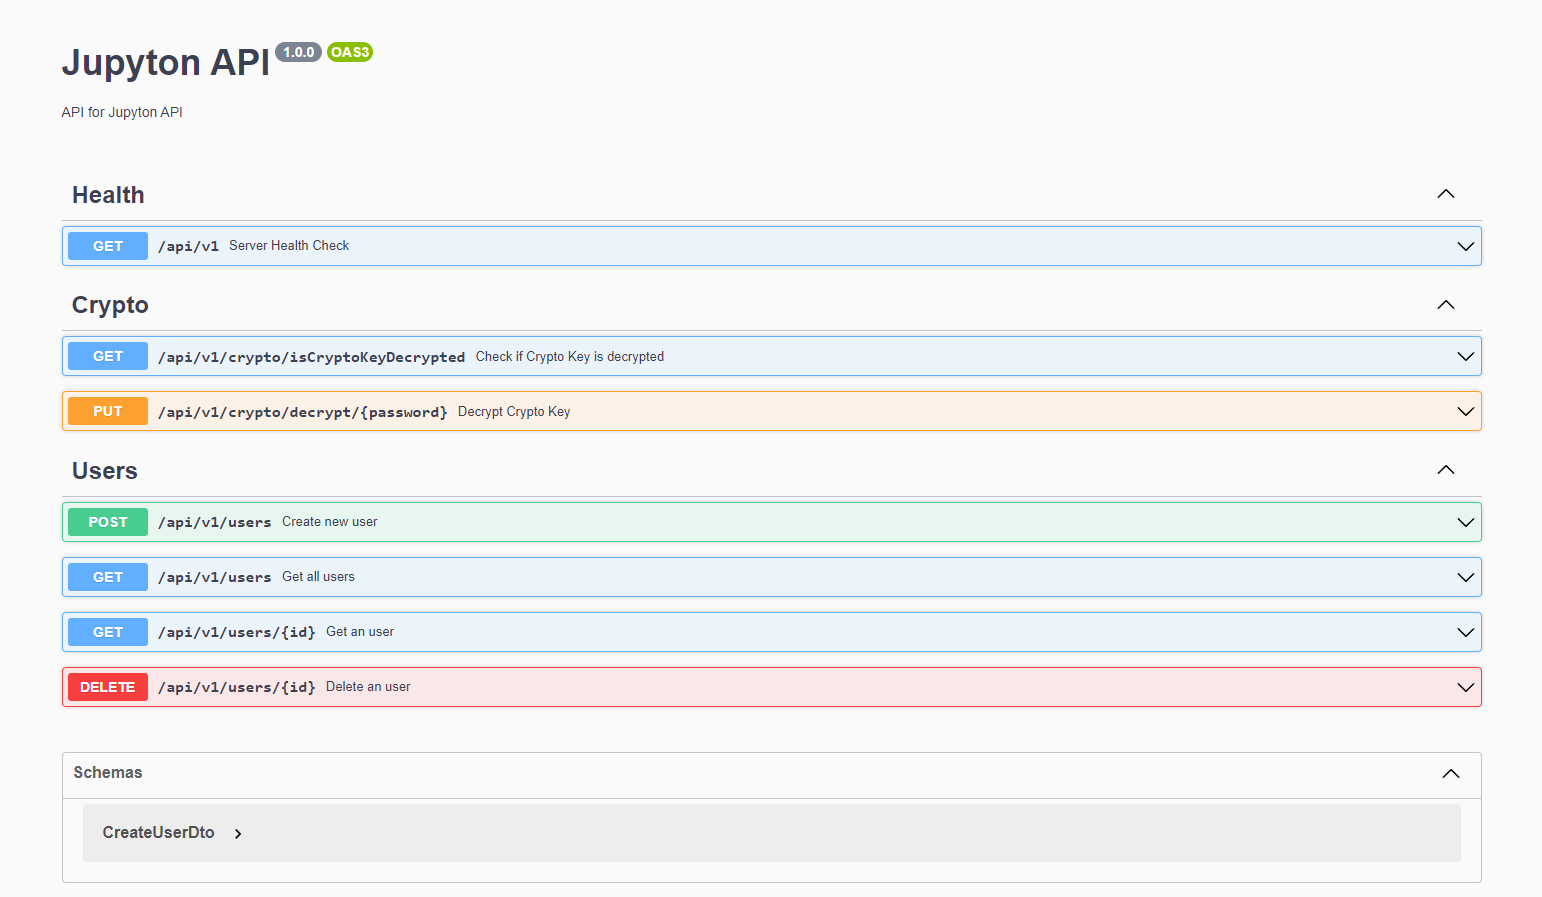 Jupyton API 1.0.0 OAS3
API for Jupyton API
Health
GET /api/v1 Server Health Check
Crypto
GET /api/v1/crypto/isCryptoKeyDecrypted Check if Crypto Key is decrypted
PUT /api/v1/crypto/decrypt/{password} Decrypt Crypto Key
Users
POST /api/v1/users Create new user
GET /api/v1/users Get all users
GET /api/v1/users/{id} Get an user
DELETE /api/v1/users/{id} Delete an user
Schemas
CreateUserDto